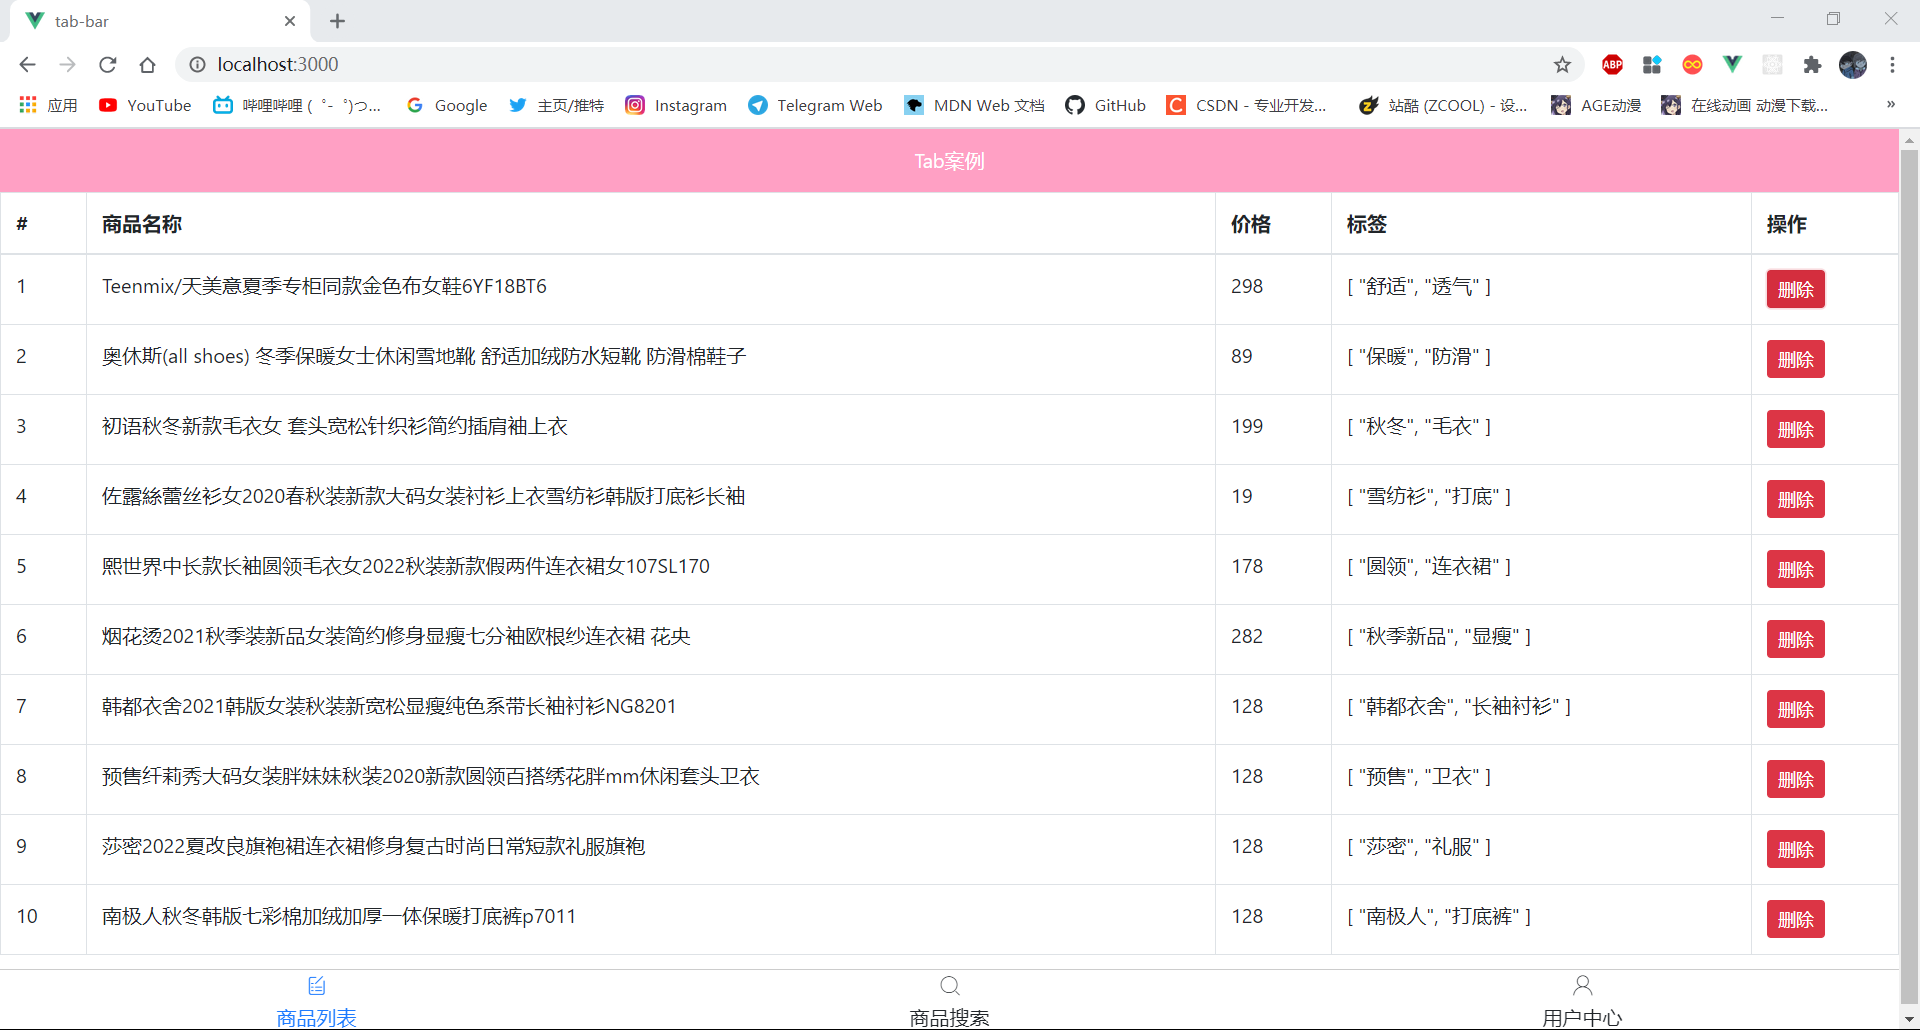 tab-bar
localhost:3000
ABP
应用 YouTube 哔哩哔哩 ( ゜- ゜)つ... Google 主页/推特 Instagram Telegram Web MDN Web 文档 GitHub CSDN - 专业开发... 站酷 (ZCOOL) - 设... AGE动漫 在线动画 动漫下载... »
Tab案例
# 商品名称 价格 标签 操作
1 Teenmix/天美意夏季专柜同款金色布女鞋6YF18BT6 298 [ "舒适", "透气" ] 删除
2 奥休斯(all shoes) 冬季保暖女士休闲雪地靴 舒适加绒防水短靴 防滑棉鞋子 89 [ "保暖", "防滑" ] 删除
3 初语秋冬新款毛衣女 套头宽松针织衫简约插肩袖上衣 199 [ "秋冬", "毛衣" ] 删除
4 佐露絲蕾丝衫女2020春秋装新款大码女装衬衫上衣雪纺衫韩版打底衫长袖 19 [ "雪纺衫", "打底" ] 删除
5 熙世界中长款长袖圆领毛衣女2022秋装新款假两件连衣裙女107SL170 178 [ "圆领", "连衣裙" ] 删除
6 烟花烫2021秋季装新品女装简约修身显瘦七分袖欧根纱连衣裙 花央 282 [ "秋季新品", "显瘦" ] 删除
7 韩都衣舍2021韩版女装秋装新宽松显瘦纯色系带长袖衬衫NG8201 128 [ "韩都衣舍", "长袖衬衫" ] 删除
8 预售纤莉秀大码女装胖妹妹秋装2020新款圆领百搭绣花胖mm休闲套头卫衣 128 [ "预售", "卫衣" ] 删除
9 莎密2022夏改良旗袍裙连衣裙修身复古时尚日常短款礼服旗袍 128 [ "莎密", "礼服" ] 删除
10 南极人秋冬韩版七彩棉加绒加厚一体保暖打底裤p7011 128 [ "南极人", "打底裤" ] 删除
商品列表 商品搜索 用户中心